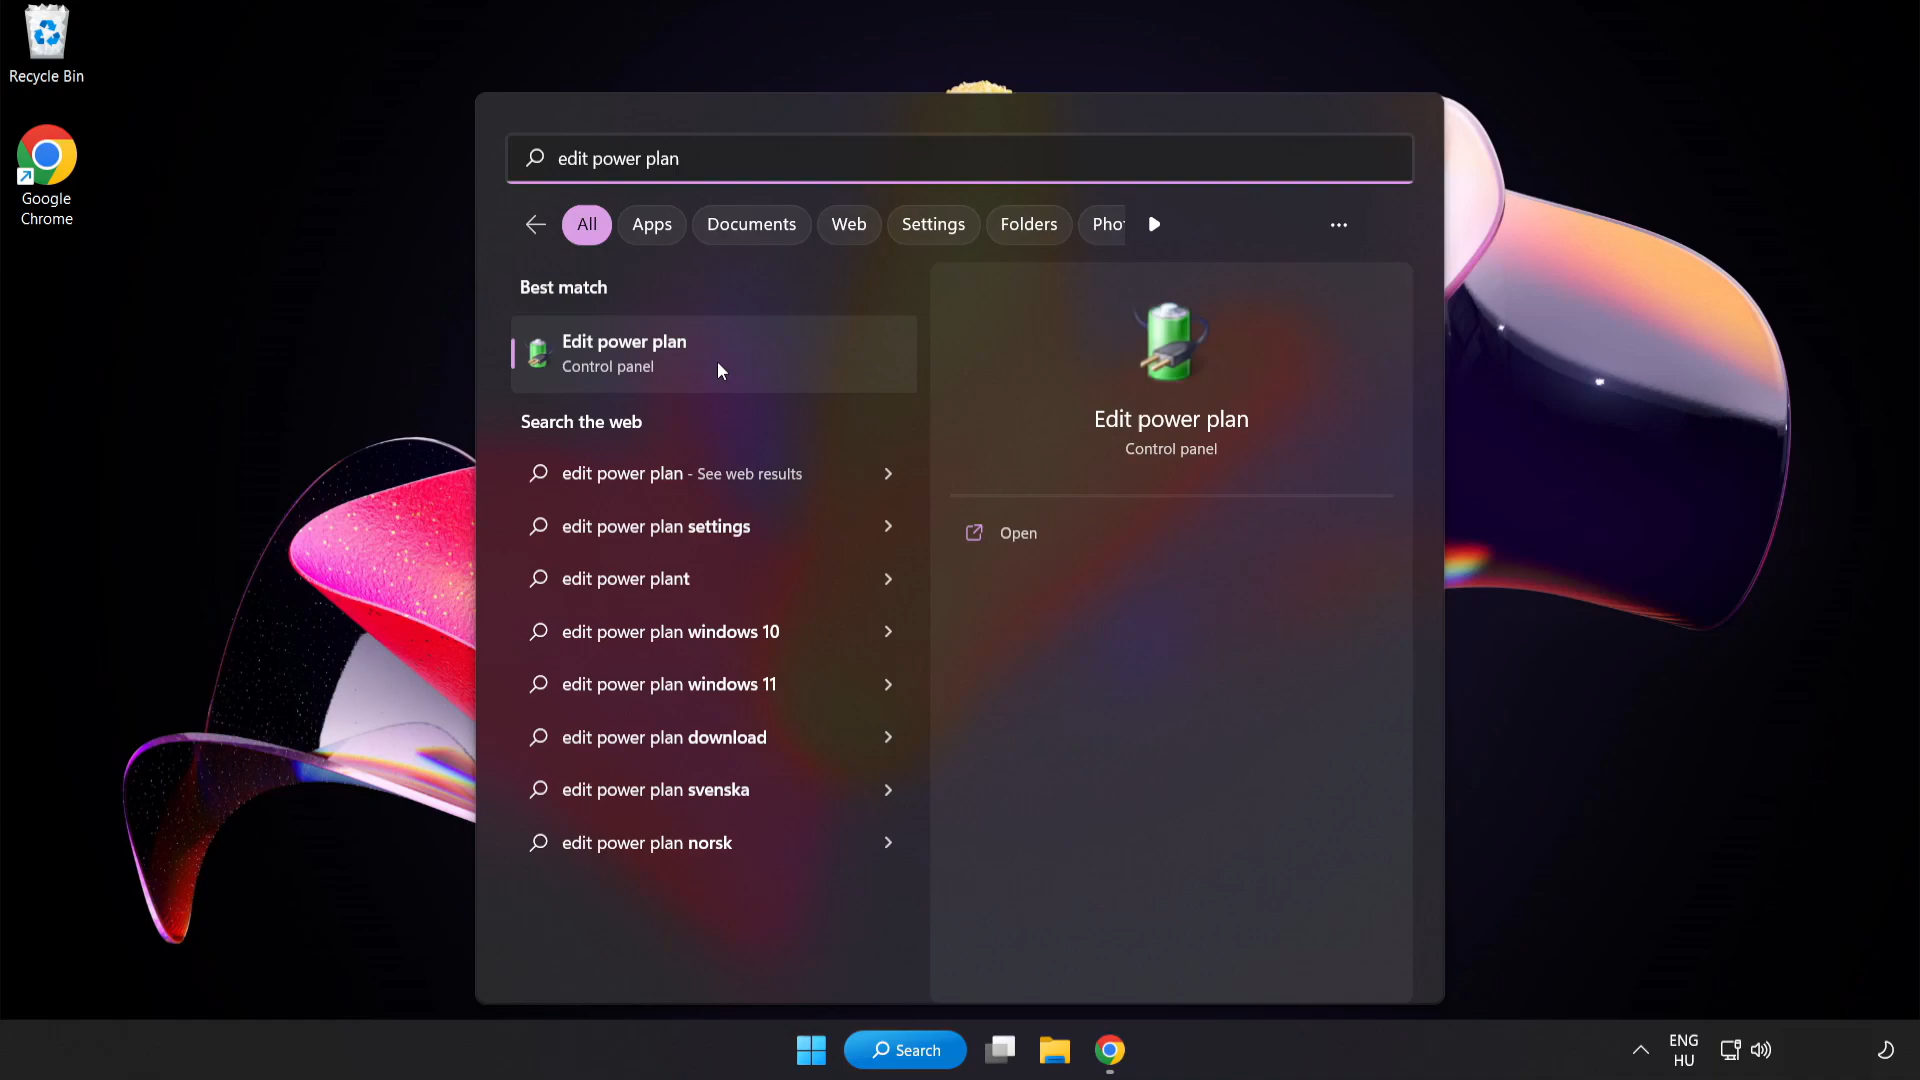 Recycle Bin
Google
Chrome
edit power plan
All
Apps
Documents
Web
Settings
Folders
Best match
Edit power plan
Control panel
Search the web
edit power plan - See web results
edit power plan settings
edit power plant
edit power plan windows 10
edit power plan windows 11
edit power plan download
edit power plan svenska
edit power plan norsk
Edit power plan
Control panel
Open
Search
ENG
HU